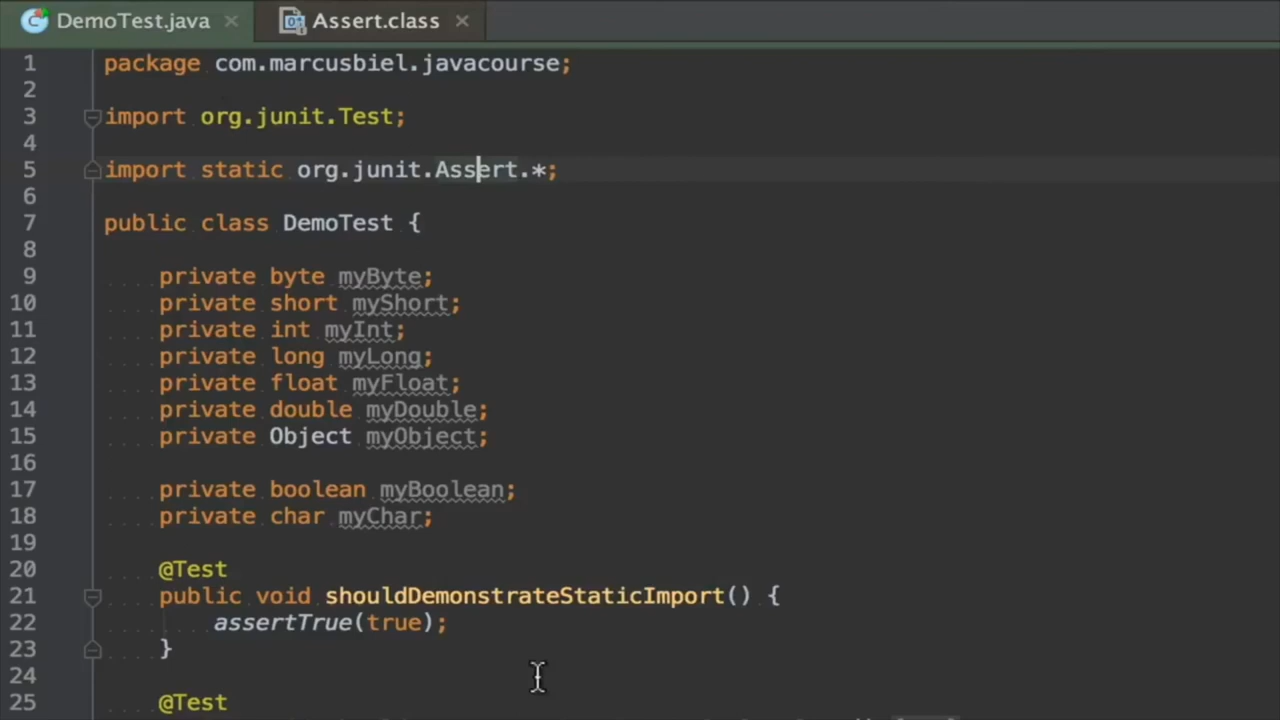 DemoTest.java × Assert.class ×
1 package com.marcusbiel.javacourse;
2
3 import org.junit.Test;
4
5 import static org.junit.Assert.*;
6
7 public class DemoTest {
8
9 private byte myByte;
10 private short myShort;
11 private int myInt;
12 private long myLong;
13 private float myFloat;
14 private double myDouble;
15 private Object myObject;
16
17 private boolean myBoolean;
18 private char myChar;
19
20 @Test
21 public void shouldDemonstrateStaticImport() {
22 assertTrue(true);
23 }
24
25 @Test